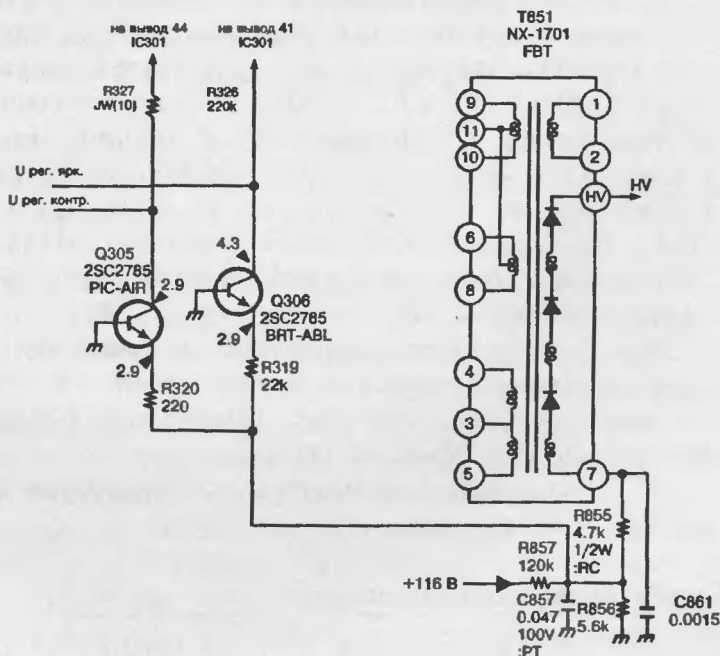 на вывод 44
IC301
на вывод 41
IC301
R327
JW(10)
R326
220k
U рег. ярк.
U рег. контр.
Q305
2SC2785
PIC-AIR
2.9
2.9
4.3
Q306
2SC2785
BRT-ABL
2.9
R320
220
R319
22k
T851
NX-1701
FBT
9
11
10
6
8
4
3
5
1
2
HV
HV
7
R855
4.7k
1/2W
:RC
R857
120k
+116 В
C857
0.047
100V
:PT
R856
5.6k
C861
0.0015